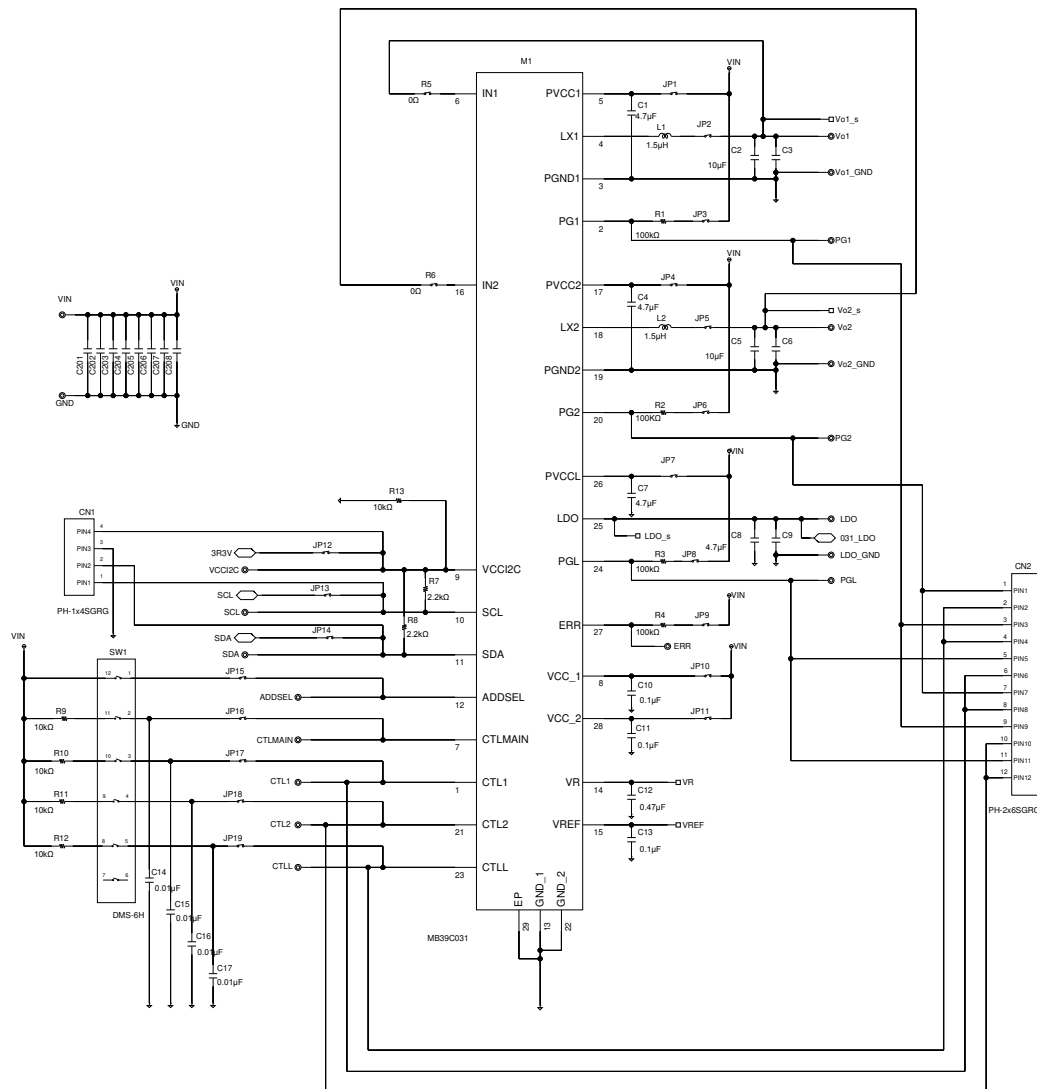 M1
MB39C031
IN1
6
R5
0Ω
IN2
16
R6
0Ω
PVCC1
5
JP1
VIN
C1
4.7µF
LX1
4
L1
1.5µH
JP2
Vo1_s
Vo1
C2
C3
10µF
PGND1
3
Vo1_GND
PG1
2
R1
100kΩ
JP3
PG1
PVCC2
17
JP4
VIN
C4
4.7µF
LX2
18
L2
1.5µH
JP5
Vo2_s
Vo2
C5
C6
10µF
PGND2
19
Vo2_GND
PG2
20
R2
100KΩ
JP6
PG2
PVCCL
26
JP7
VIN
C7
4.7µF
LDO
25
LDO_s
C8
C9
4.7µF
LDO
031_LDO
LDO_GND
PGL
24
R3
100kΩ
JP8
PGL
ERR
27
R4
100kΩ
JP9
VIN
ERR
VCC_1
8
C10
0.1µF
JP10
VIN
VCC_2
28
C11
0.1µF
JP11
VR
14
VR
C12
0.47µF
VREF
15
VREF
C13
0.1µF
EP
29
GND_1
13
GND_2
22
VIN
VIN
C201
C202
C203
C204
C205
C206
C207
C208
GND
GND
CN1
PIN4
4
PIN3
3
PIN2
2
PIN1
1
PH-1x4SGRG
R13
10kΩ
3R3V
JP12
VCCI2C
VCCI2C
9
SCL
JP13
SCL
SCL
10
R7
2.2kΩ
R8
2.2kΩ
SDA
JP14
SDA
SDA
11
VIN
SW1
12
1
JP15
ADDSEL
ADDSEL
12
R9
10kΩ
11
2
JP16
CTLMAIN
CTLMAIN
7
R10
10kΩ
10
3
JP17
CTL1
CTL1
1
R11
10kΩ
9
4
JP18
CTL2
CTL2
21
R12
10kΩ
8
5
JP19
CTLL
CTLL
23
7
6
DMS-6H
C14
0.01µF
C15
0.01µF
C16
0.01µF
C17
0.01µF
CN2
1
PIN1
2
PIN2
3
PIN3
4
PIN4
5
PIN5
6
PIN6
7
PIN7
8
PIN8
9
PIN9
10
PIN10
11
PIN11
12
PIN12
PH-2x6SGRG